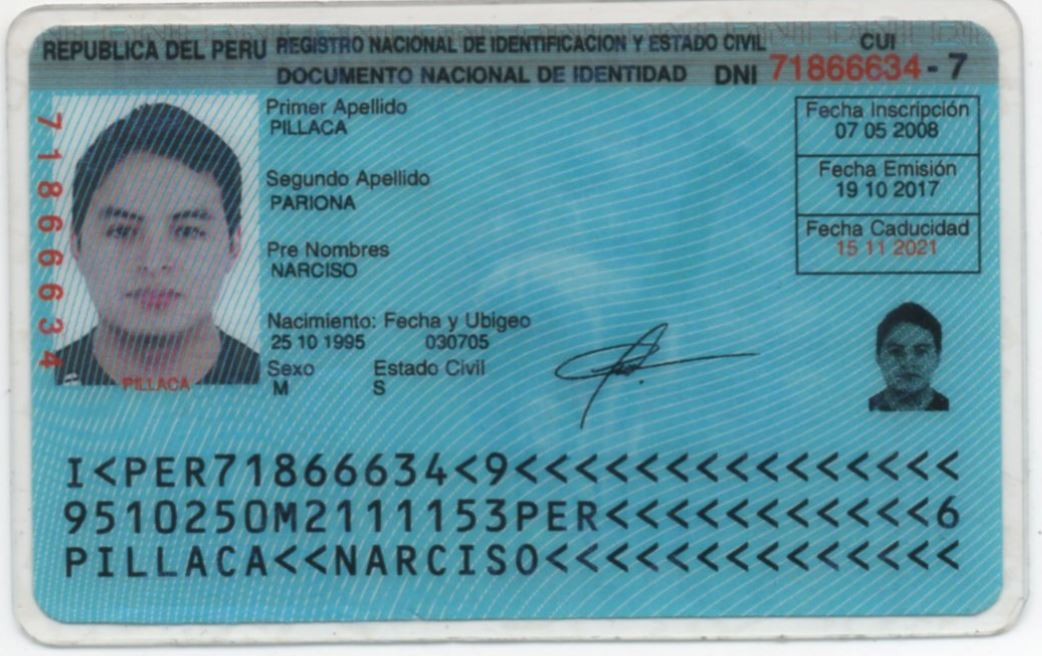 REPUBLICA DEL PERU REGISTRO NACIONAL DE IDENTIFICACION Y ESTADO CIVIL CUI
DOCUMENTO NACIONAL DE IDENTIDAD DNI 71866634 - 7
71866634
PILLACA
Primer Apellido
PILLACA
Segundo Apellido
PARIONA
Pre Nombres
NARCISO
Nacimiento: Fecha y Ubigeo
25 10 1995 030705
Sexo Estado Civil
M S
Fecha Inscripción
07 05 2008
Fecha Emisión
19 10 2017
Fecha Caducidad
15 11 2021
I<PER71866634<9<<<<<<<<<<<<<<<
9510250M2111153PER<<<<<<<<<<<6
PILLACA<<NARCISO<<<<<<<<<<<<<<